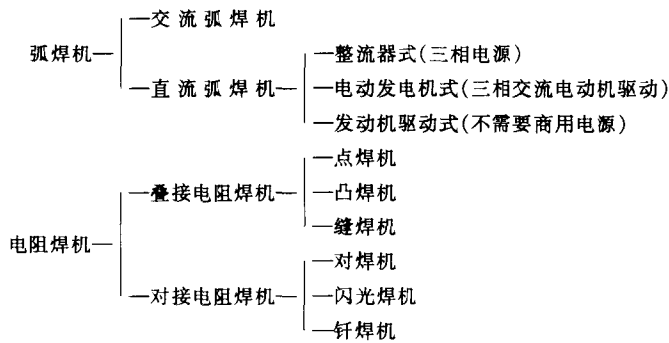 交流弧焊机
弧焊机
整流器式(三相电源)
直流弧焊机
电动发电机式(三相交流电动机驱动)
发动机驱动式(不需要商用电源)
点焊机
叠接电阻焊机
凸焊机
缝焊机
电阻焊机
对焊机
对接电阻焊机
闪光焊机
钎焊机